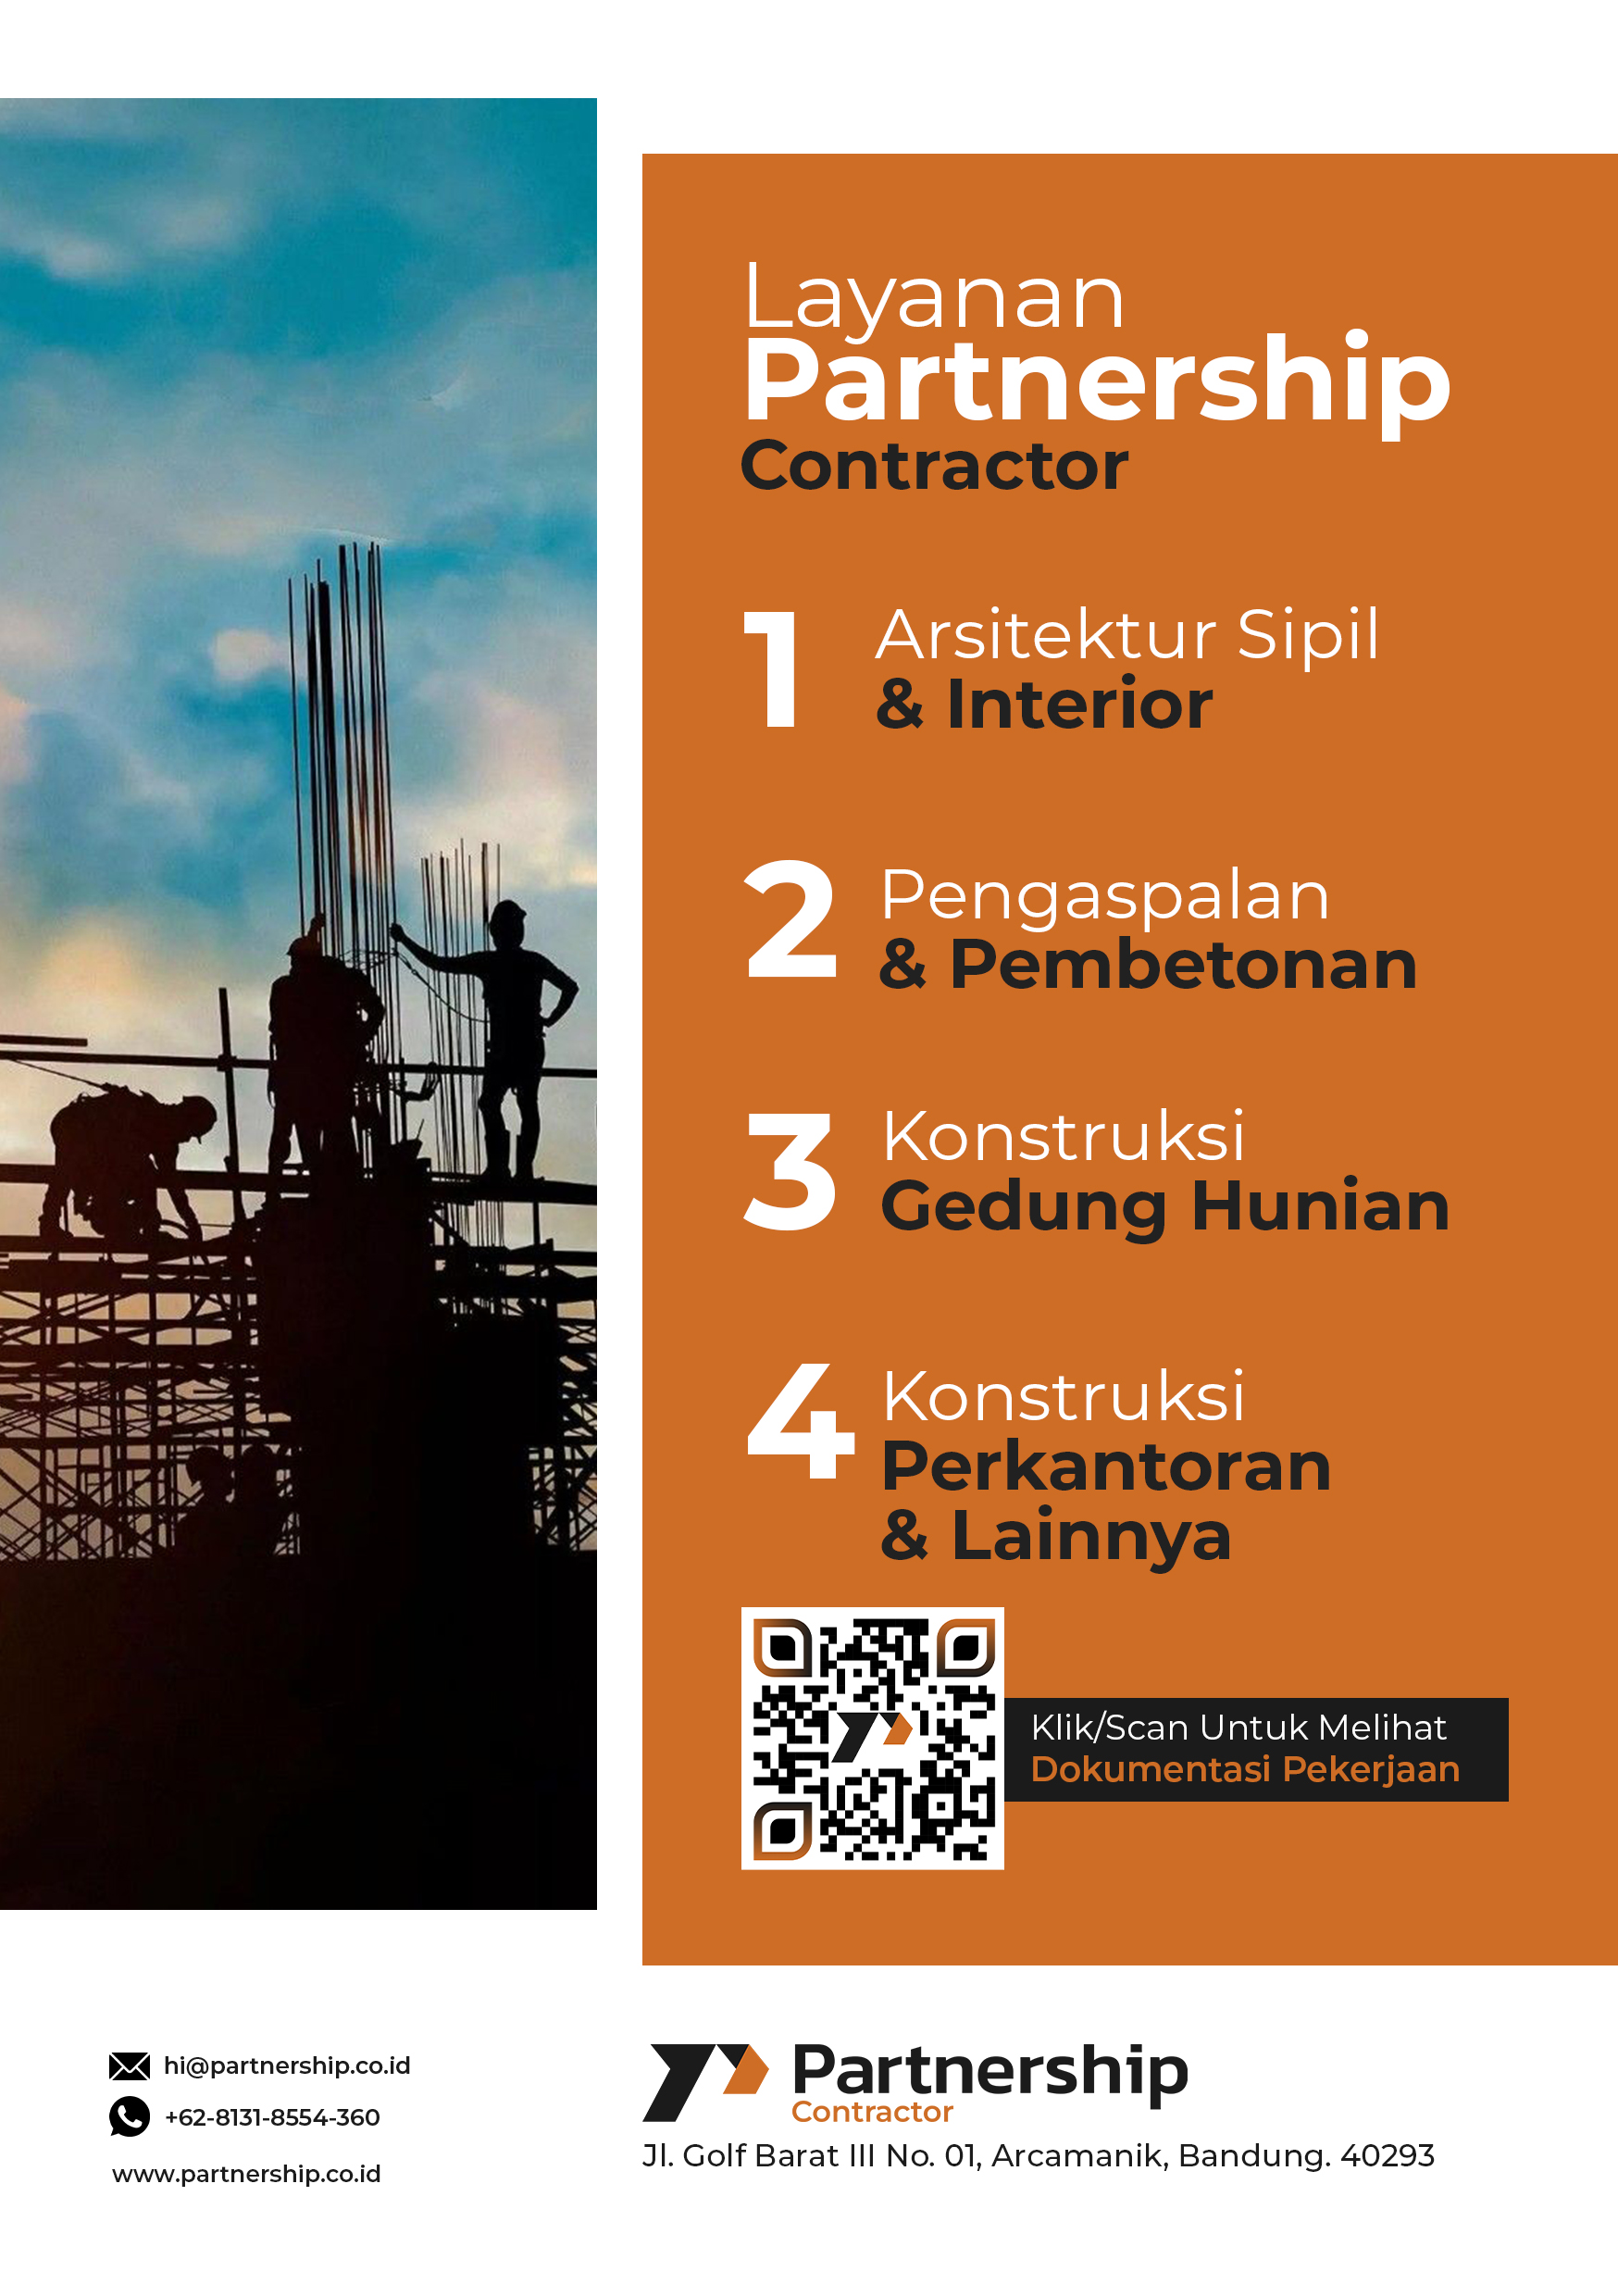 Layanan
Partnership
Contractor
1
Arsitektur Sipil
& Interior
2
Pengaspalan
& Pembetonan
3
Konstruksi
Gedung Hunian
4
Konstruksi
Perkantoran
& Lainnya
Klik/Scan Untuk Melihat
Dokumentasi Pekerjaan
hi@partnership.co.id
+62-8131-8554-360
www.partnership.co.id
Partnership
Contractor
Jl. Golf Barat III No. 01, Arcamanik, Bandung. 40293